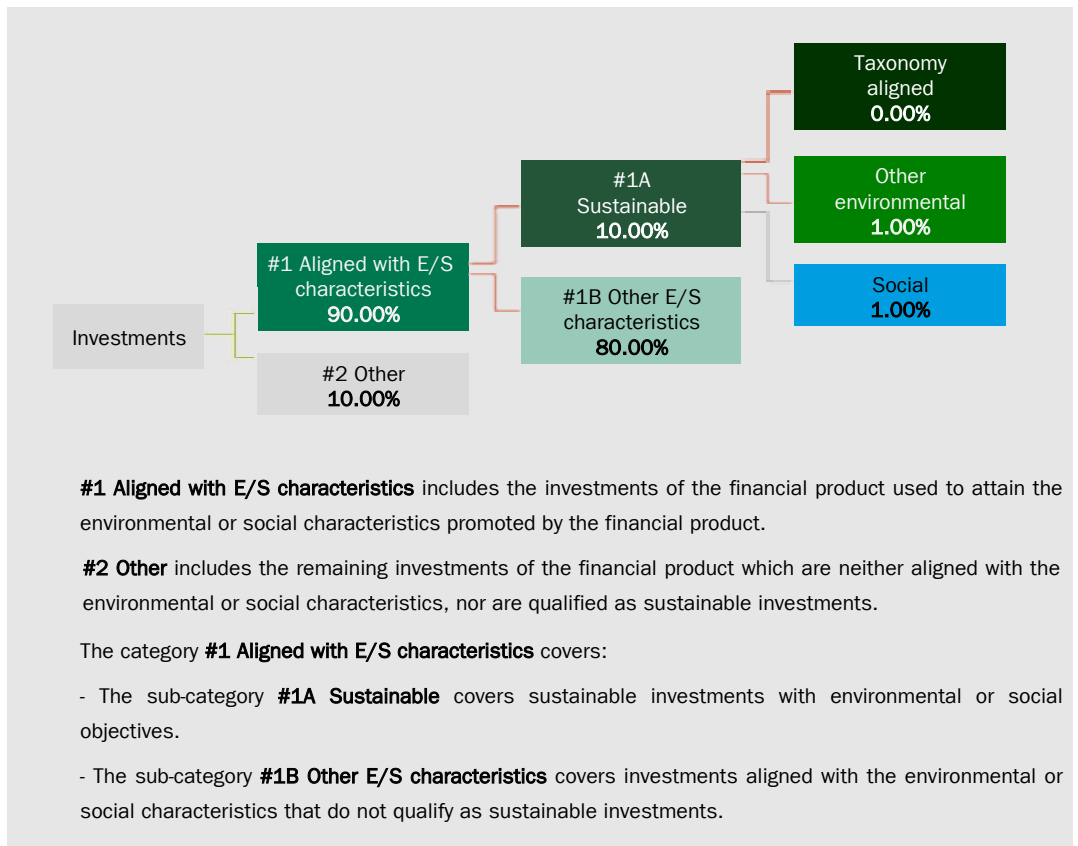 Taxonomy
aligned
0.00%
#1A
Sustainable
10.00%
Other
environmental
1.00%
#1 Aligned with E/S
characteristics
90.00%
Social
1.00%
#1B Other E/S
characteristics
80.00%
Investments
#2 Other
10.00%
#1 Aligned with E/S characteristics includes the investments of the financial product used to attain the
environmental or social characteristics promoted by the financial product.
#2 Other includes the remaining investments of the financial product which are neither aligned with the
environmental or social characteristics, nor are qualified as sustainable investments.
The category #1 Aligned with E/S characteristics covers:
- The sub-category #1A Sustainable covers sustainable investments with environmental or social
objectives.
- The sub-category #1B Other E/S characteristics covers investments aligned with the environmental or
social characteristics that do not qualify as sustainable investments.